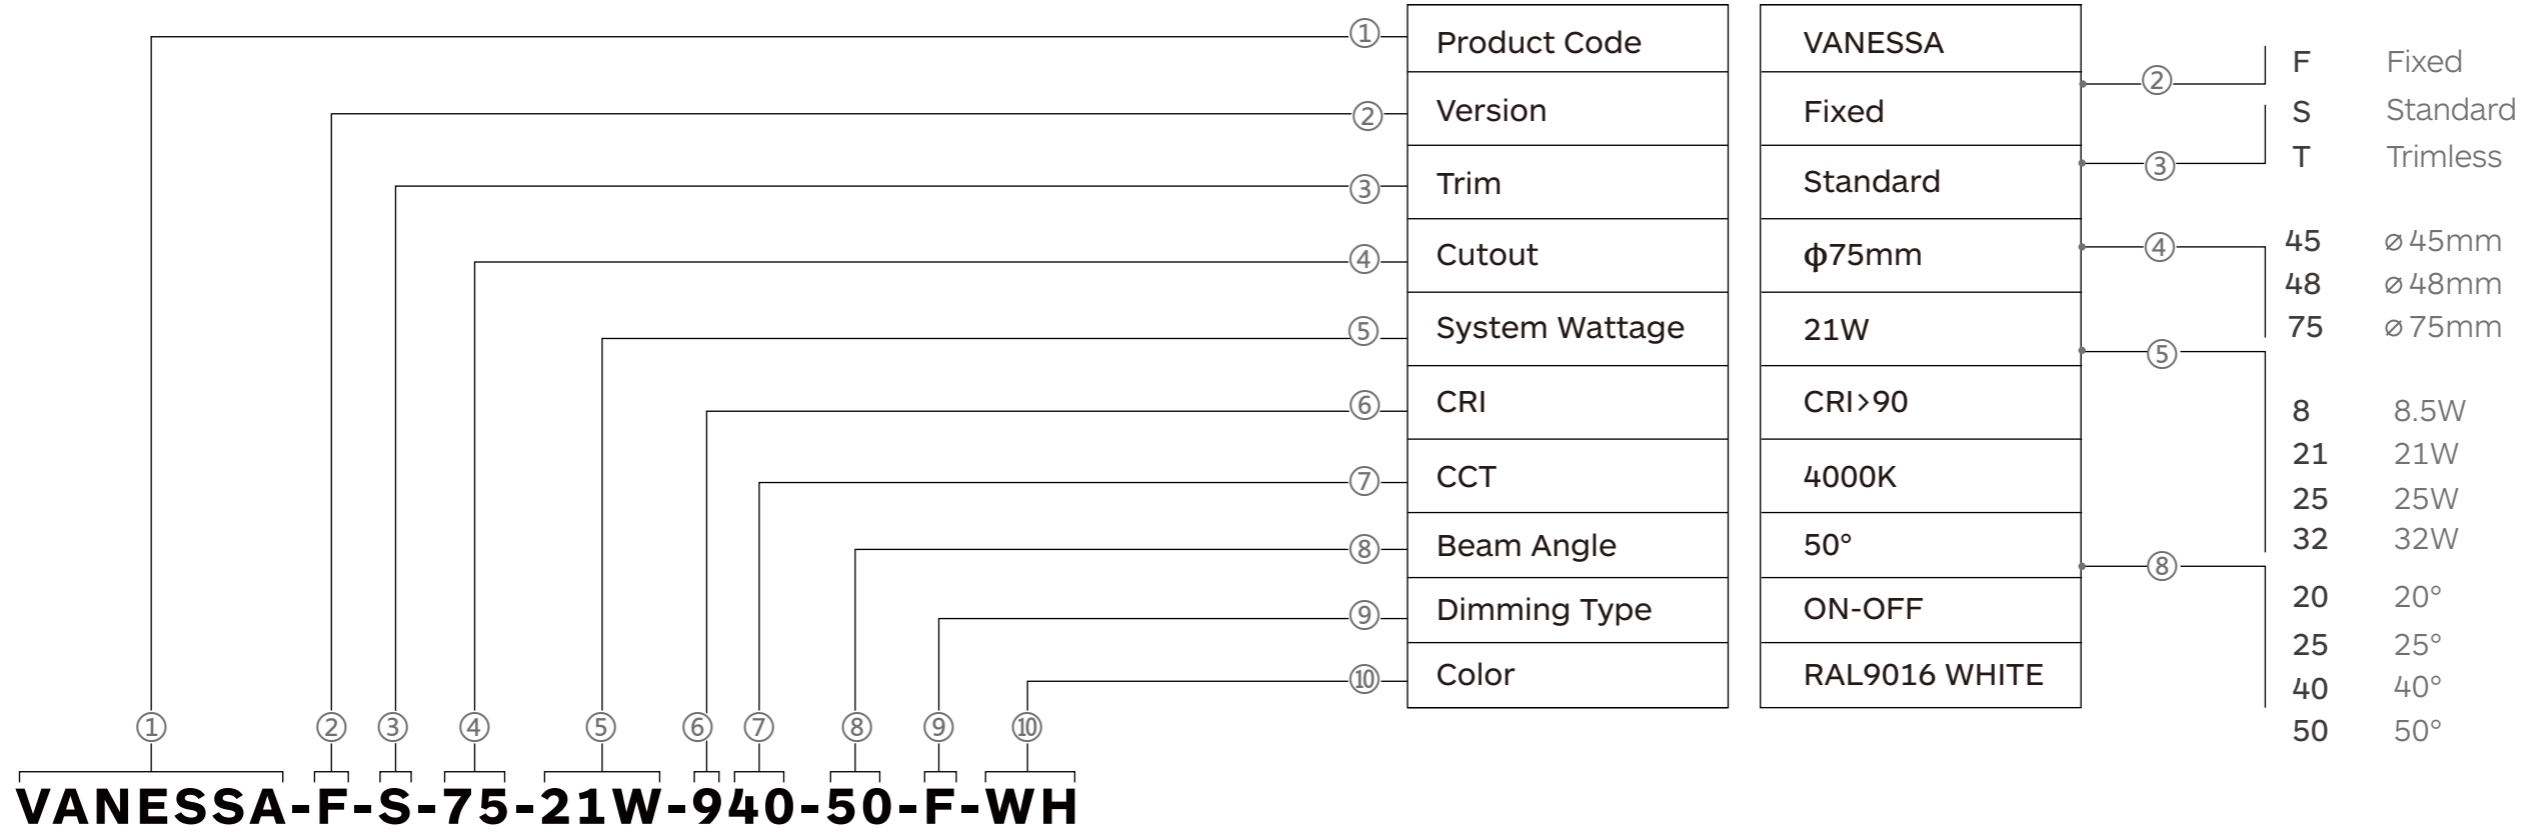 ① Product Code VANESSA
② F Fixed
② Version Fixed
S Standard
③ T Trimless
③ Trim Standard
④ 45 ⌀ 45mm
④ Cutout ϕ75mm
48 ⌀ 48mm
75 ⌀ 75mm
⑤ System Wattage 21W
⑤
⑥ CRI CRI>90
8 8.5W
21 21W
⑦ CCT 4000K
25 25W
32 32W
⑧ Beam Angle 50°
⑧
20 20°
⑨ Dimming Type ON-OFF
25 25°
⑩ Color RAL9016 WHITE
40 40°
50 50°
① ② ③ ④ ⑤ ⑥ ⑦ ⑧ ⑨ ⑩
VANESSA-F-S-75-21W-940-50-F-WH